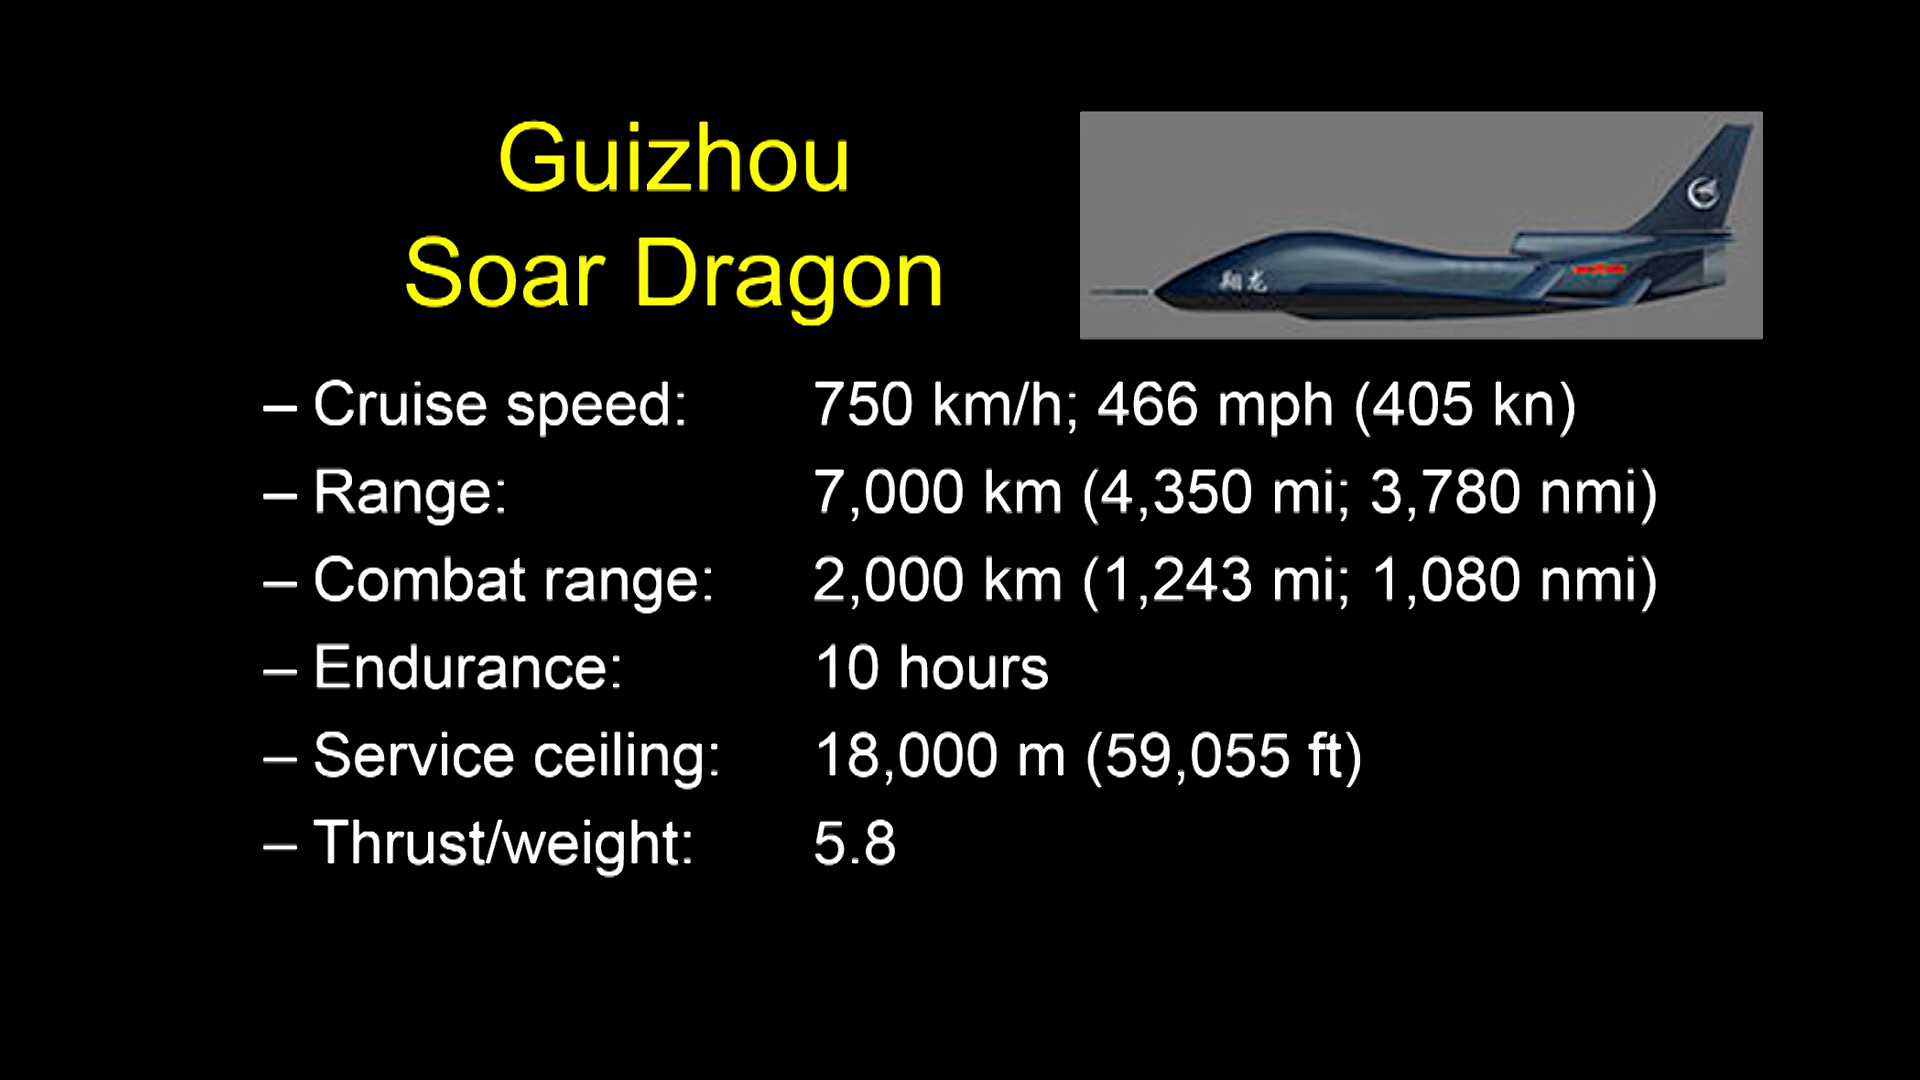 Guizhou
Soar Dragon
翔龙
– Cruise speed: 750 km/h; 466 mph (405 kn)
– Range: 7,000 km (4,350 mi; 3,780 nmi)
– Combat range: 2,000 km (1,243 mi; 1,080 nmi)
– Endurance: 10 hours
– Service ceiling: 18,000 m (59,055 ft)
– Thrust/weight: 5.8